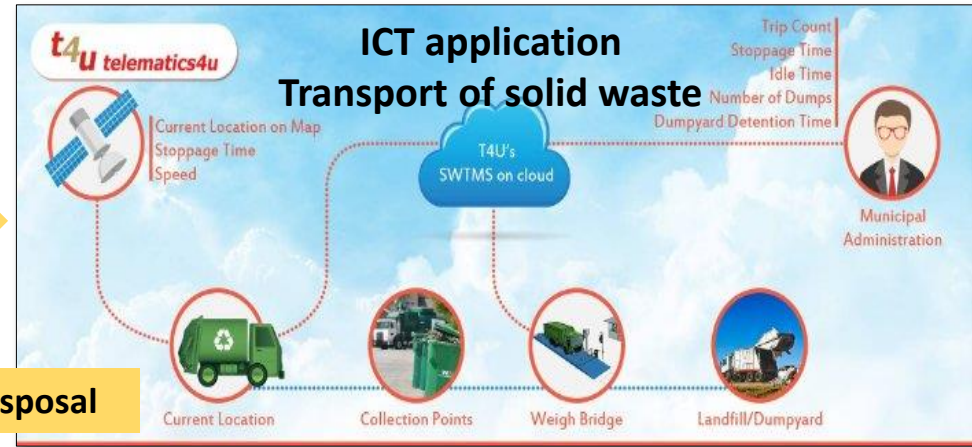 t4u telematics4u
ICT application
Transport of solid waste
Trip Count
Stoppage Time
Idle Time
Number of Dumps
Dumpyard Detention Time
Current Location on Map
Stoppage Time
Speed
T4U's
SWTMS on cloud
Municipal
Administration
sposal
Current Location
Collection Points
Weigh Bridge
Landfill/Dumpyard